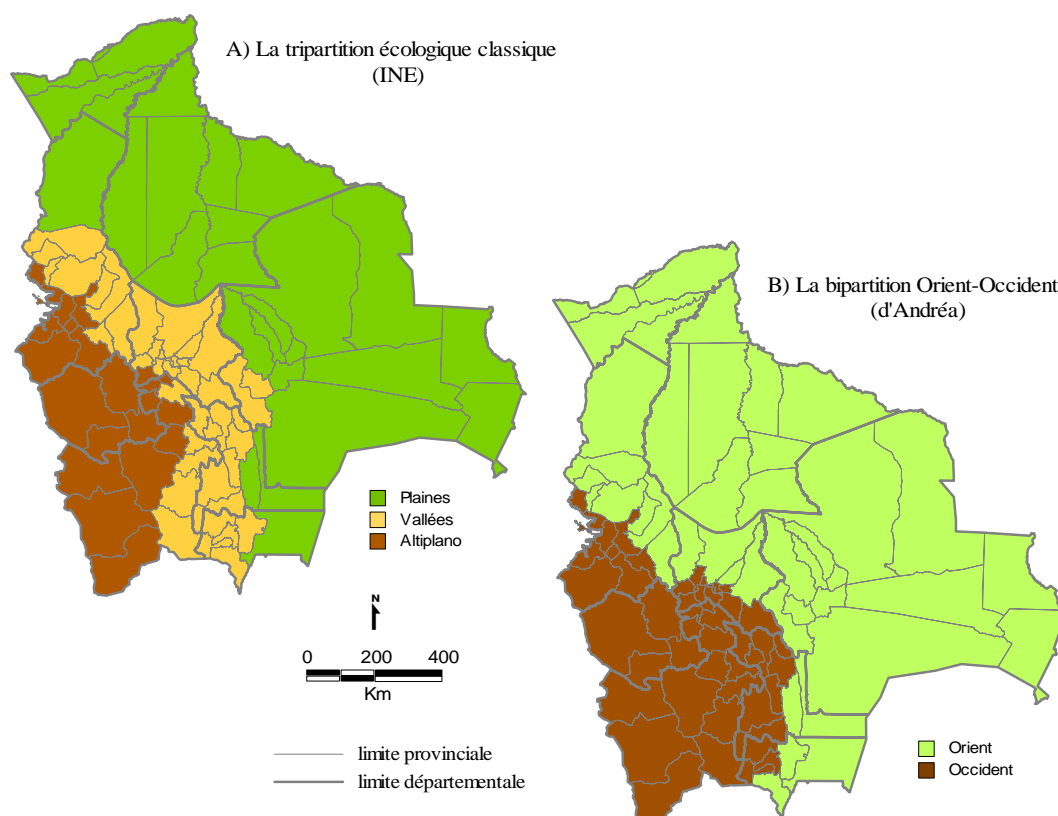 A) La tripartition écologique classique
(INE)
B) La bipartition Orient-Occident
(d'Andréa)
Plaines
Vallées
Altiplano
N
0 200 400
Km
limite provinciale
limite départementale
Orient
Occident